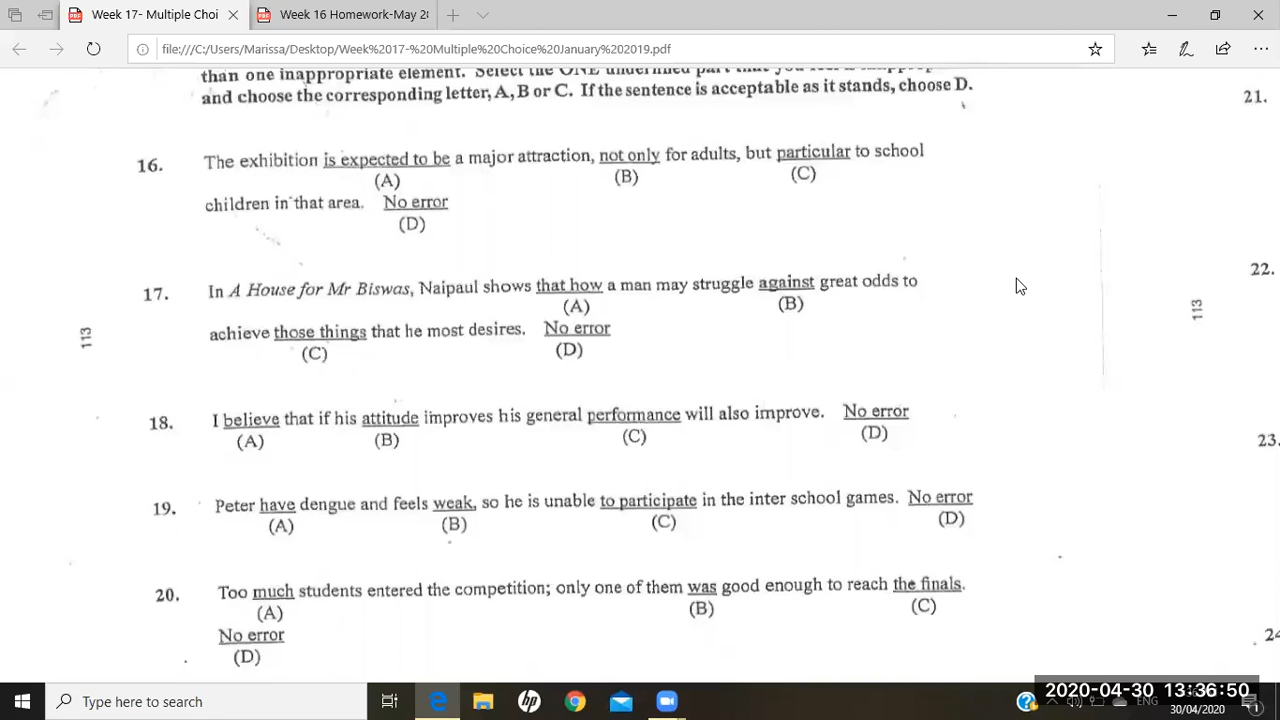 Week 17- Multiple Choi
Week 16 Homework-May 28
file:///C:/Users/Marissa/Desktop/Week%2017-%20Multiple%20Choice%20January%202019.pdf
than one inappropriate element. Select the ONE underlined part that you
and choose the corresponding letter, A, B or C. If the sentence is acceptable as it stands, choose D.
21.
16. The exhibition is expected to be a major attraction, not only for adults, but particular to school
(A) (B) (C)
children in that area. No error
(D)
22.
17. In A House for Mr Biswas, Naipaul shows that how a man may struggle against great odds to
(A) (B)
113
113
achieve those things that he most desires. No error
(C) (D)
18. I believe that if his attitude improves his general performance will also improve. No error
(A) (B) (C) (D)
23.
19. Peter have dengue and feels weak, so he is unable to participate in the inter school games. No error
(A) (B) (C) (D)
20. Too much students entered the competition; only one of them was good enough to reach the finals.
(A) (B) (C)
No error
(D)
24
Type here to search
hp
ENG
2020-04-30 13:36:50
30/04/2020